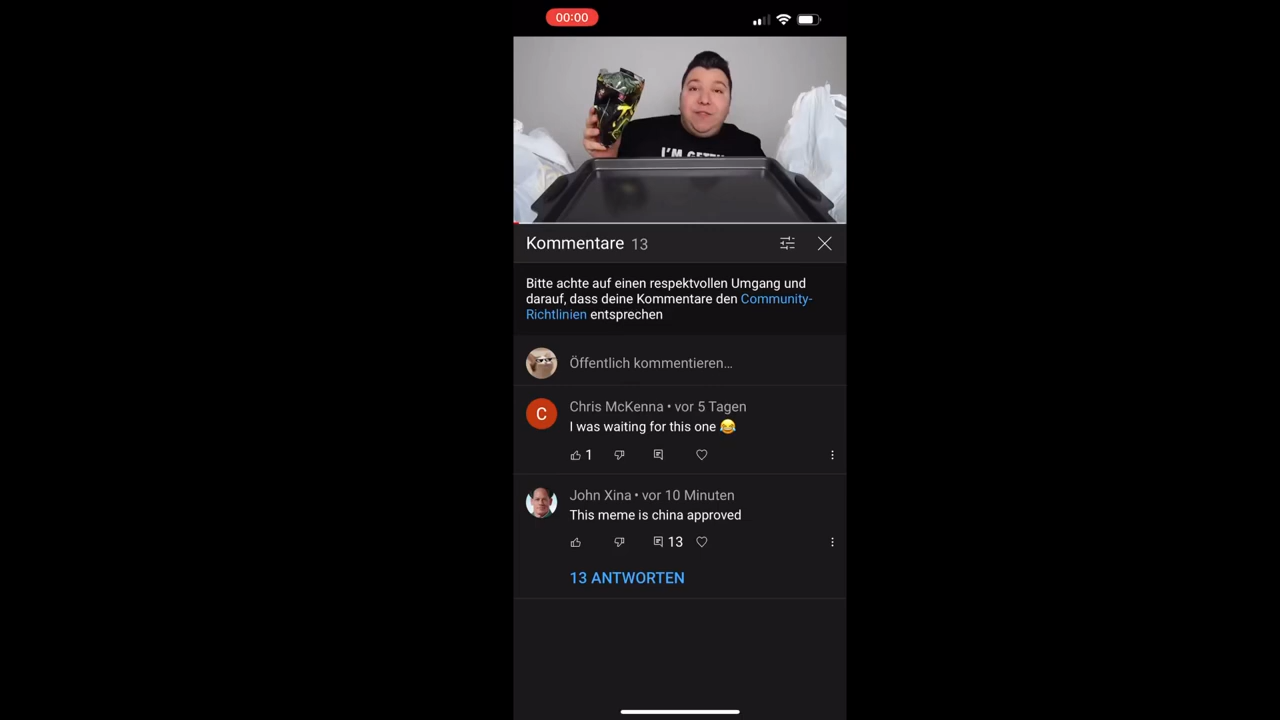 00:00
I'M GETTI
Kommentare 13
Bitte achte auf einen respektvollen Umgang und
darauf, dass deine Kommentare den Community-
Richtlinien entsprechen
Öffentlich kommentieren...
C
Chris McKenna • vor 5 Tagen
I was waiting for this one 😂
1
John Xina • vor 10 Minuten
This meme is china approved
13
13 ANTWORTEN